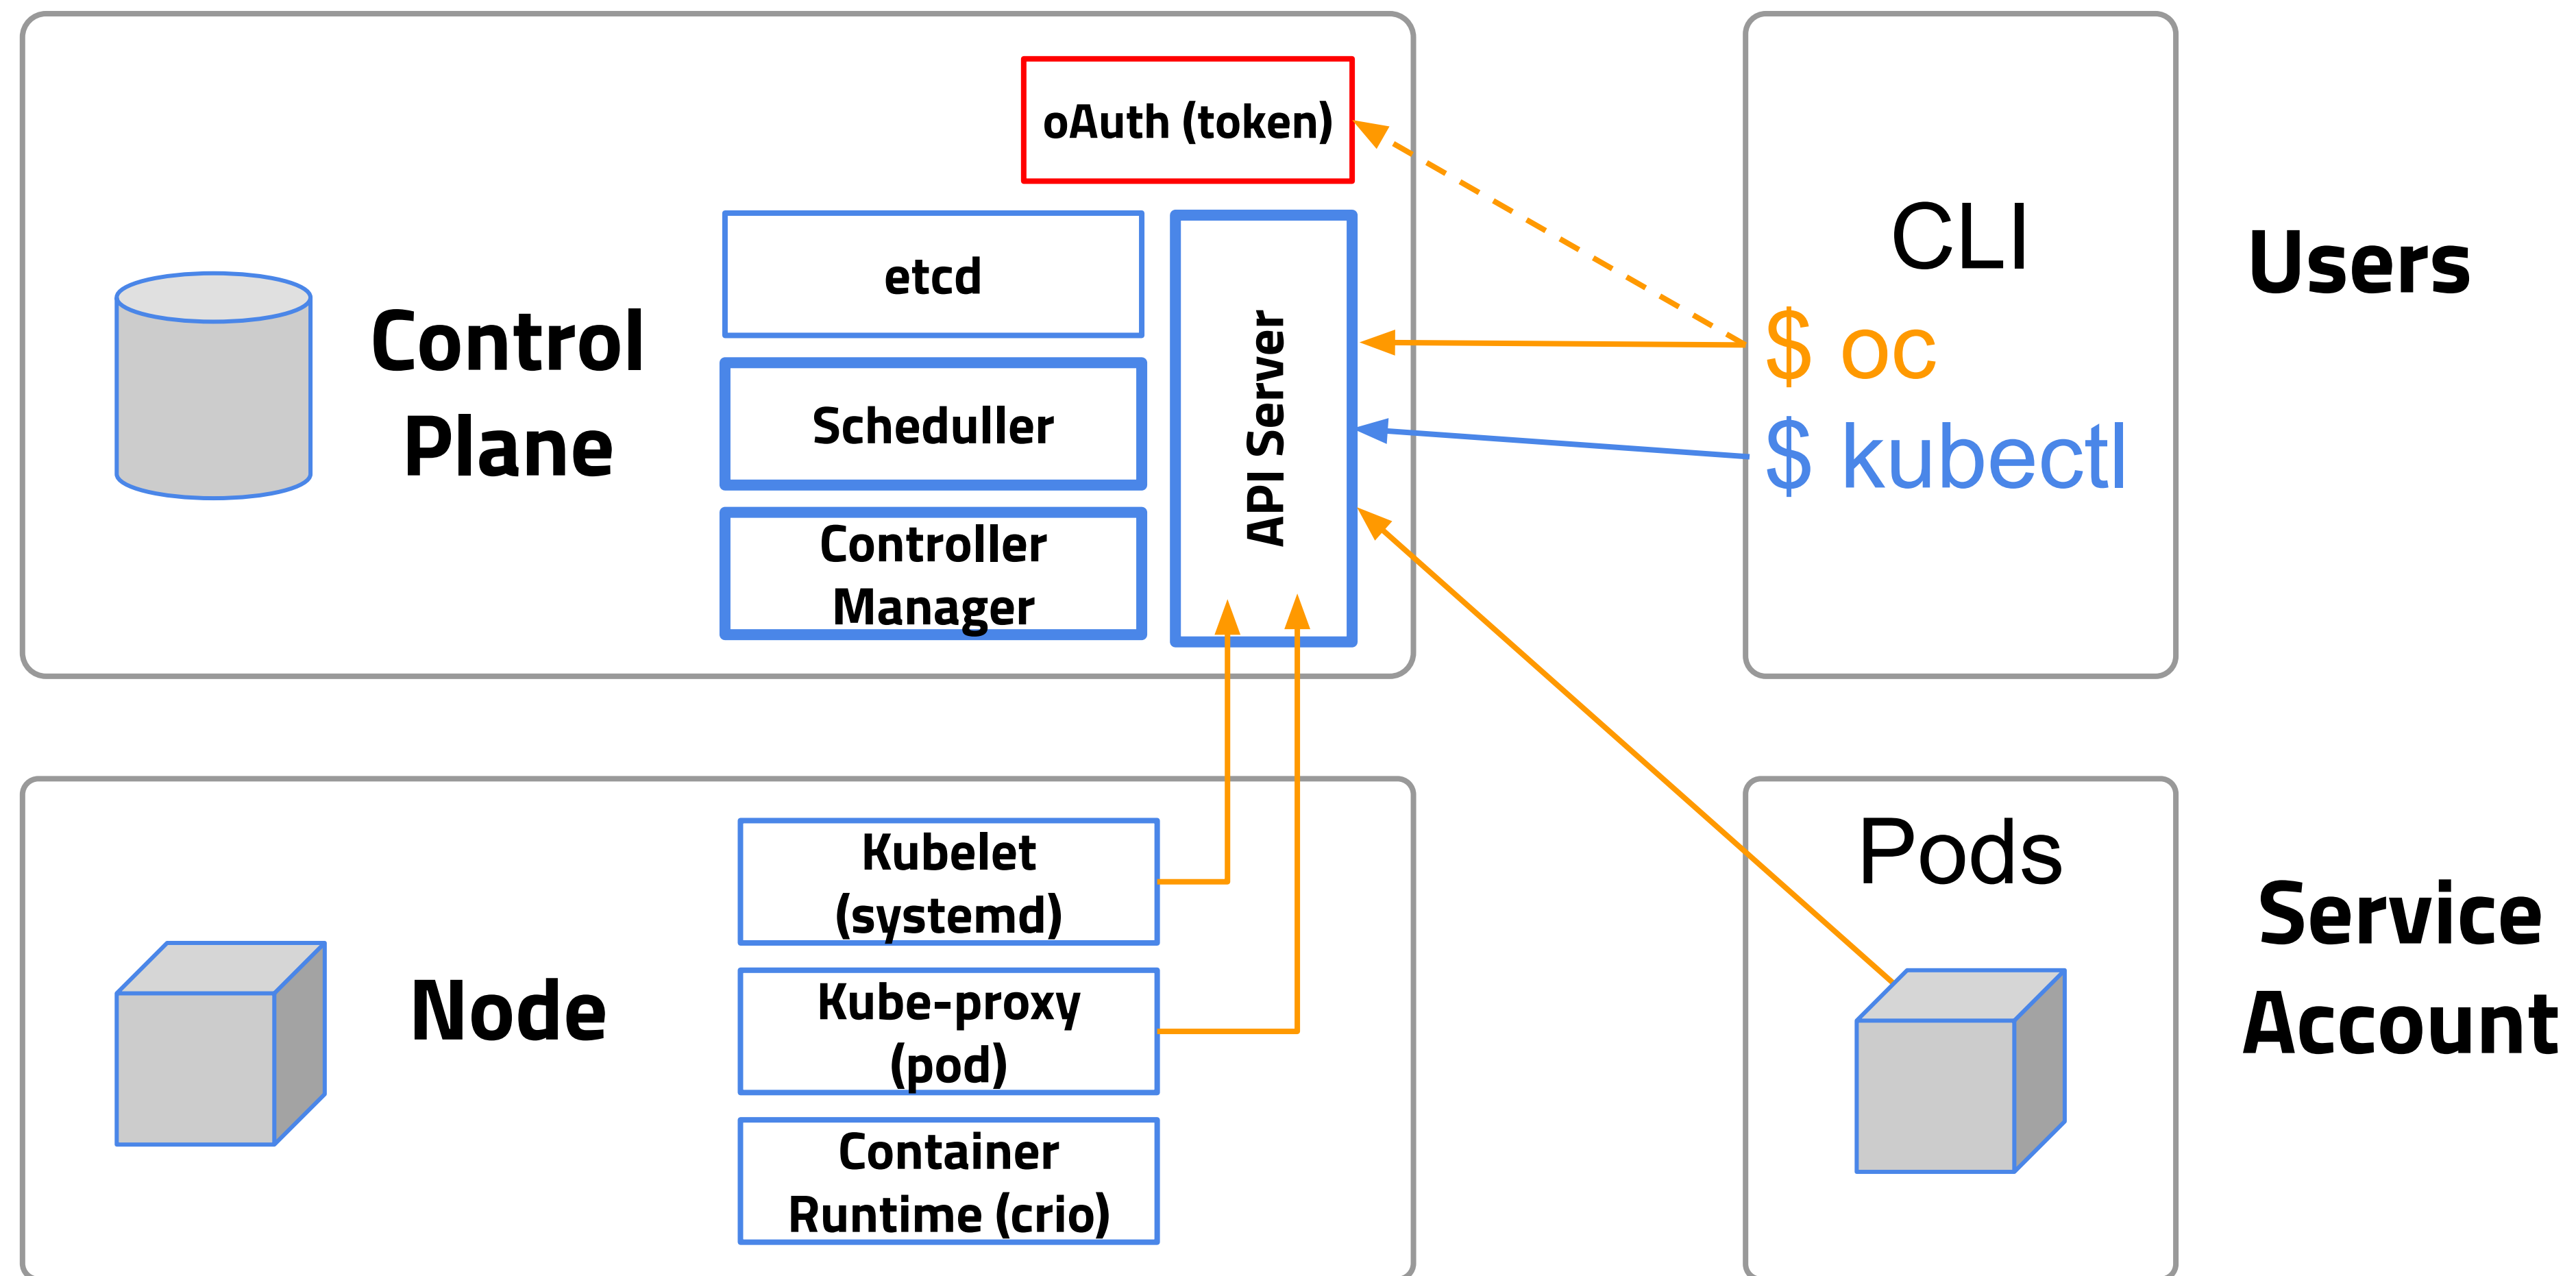 oAuth (token)
Control
Plane
etcd
Scheduller
Controller
Manager
API Server
CLI
$ oc
$ kubectl
Users
Node
Kubelet
(systemd)
Kube-proxy
(pod)
Container
Runtime (crio)
Pods
Service
Account